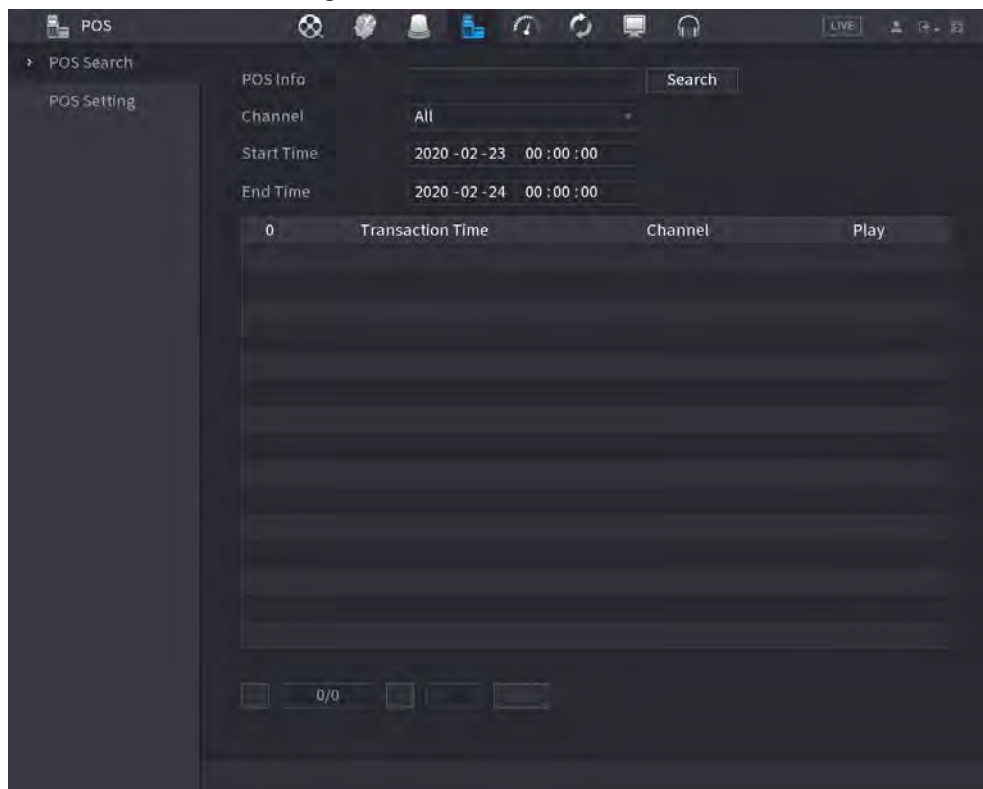 POS
LIVE
POS Search
POS Setting
POS Info
Search
Channel
All
Start Time
2020 -02 -23 00 :00 :00
End Time
2020 -02 -24 00 :00 :00
0 Transaction Time Channel Play
0/0